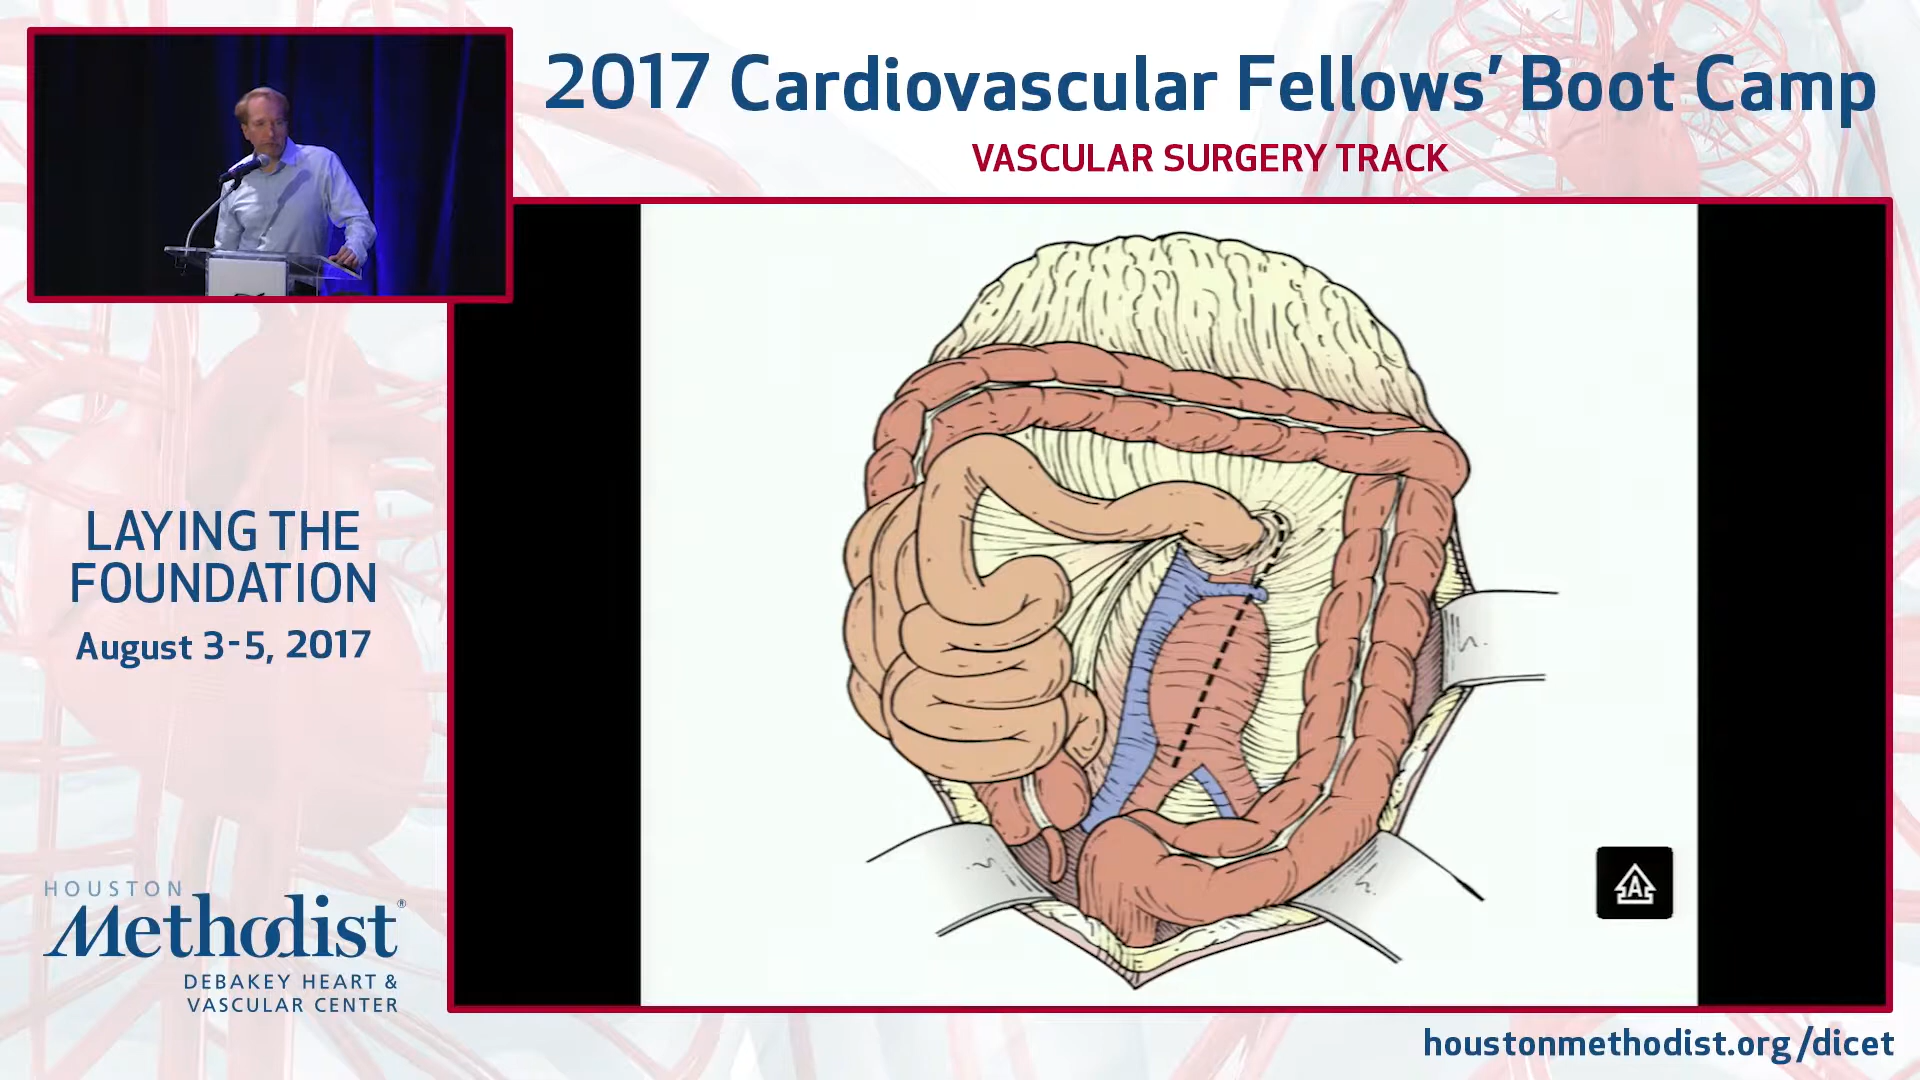 2017 Cardiovascular Fellows' Boot Camp
VASCULAR SURGERY TRACK
LAYING THE
FOUNDATION
August 3-5, 2017
HOUSTON
Methodist®
DEBAKEY HEART &
VASCULAR CENTER
A
houstonmethodist.org/dicet